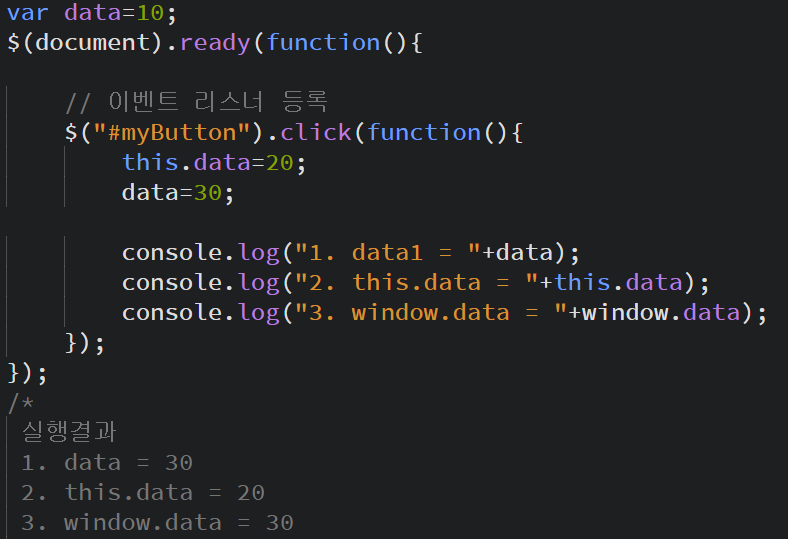 var data=10;
$(document).ready(function(){
// 이벤트 리스너 등록
$("#myButton").click(function(){
this.data=20;
data=30;
console.log("1. data1 = "+data);
console.log("2. this.data = "+this.data);
console.log("3. window.data = "+window.data);
});
});
/*
실행결과
1. data = 30
2. this.data = 20
3. window.data = 30